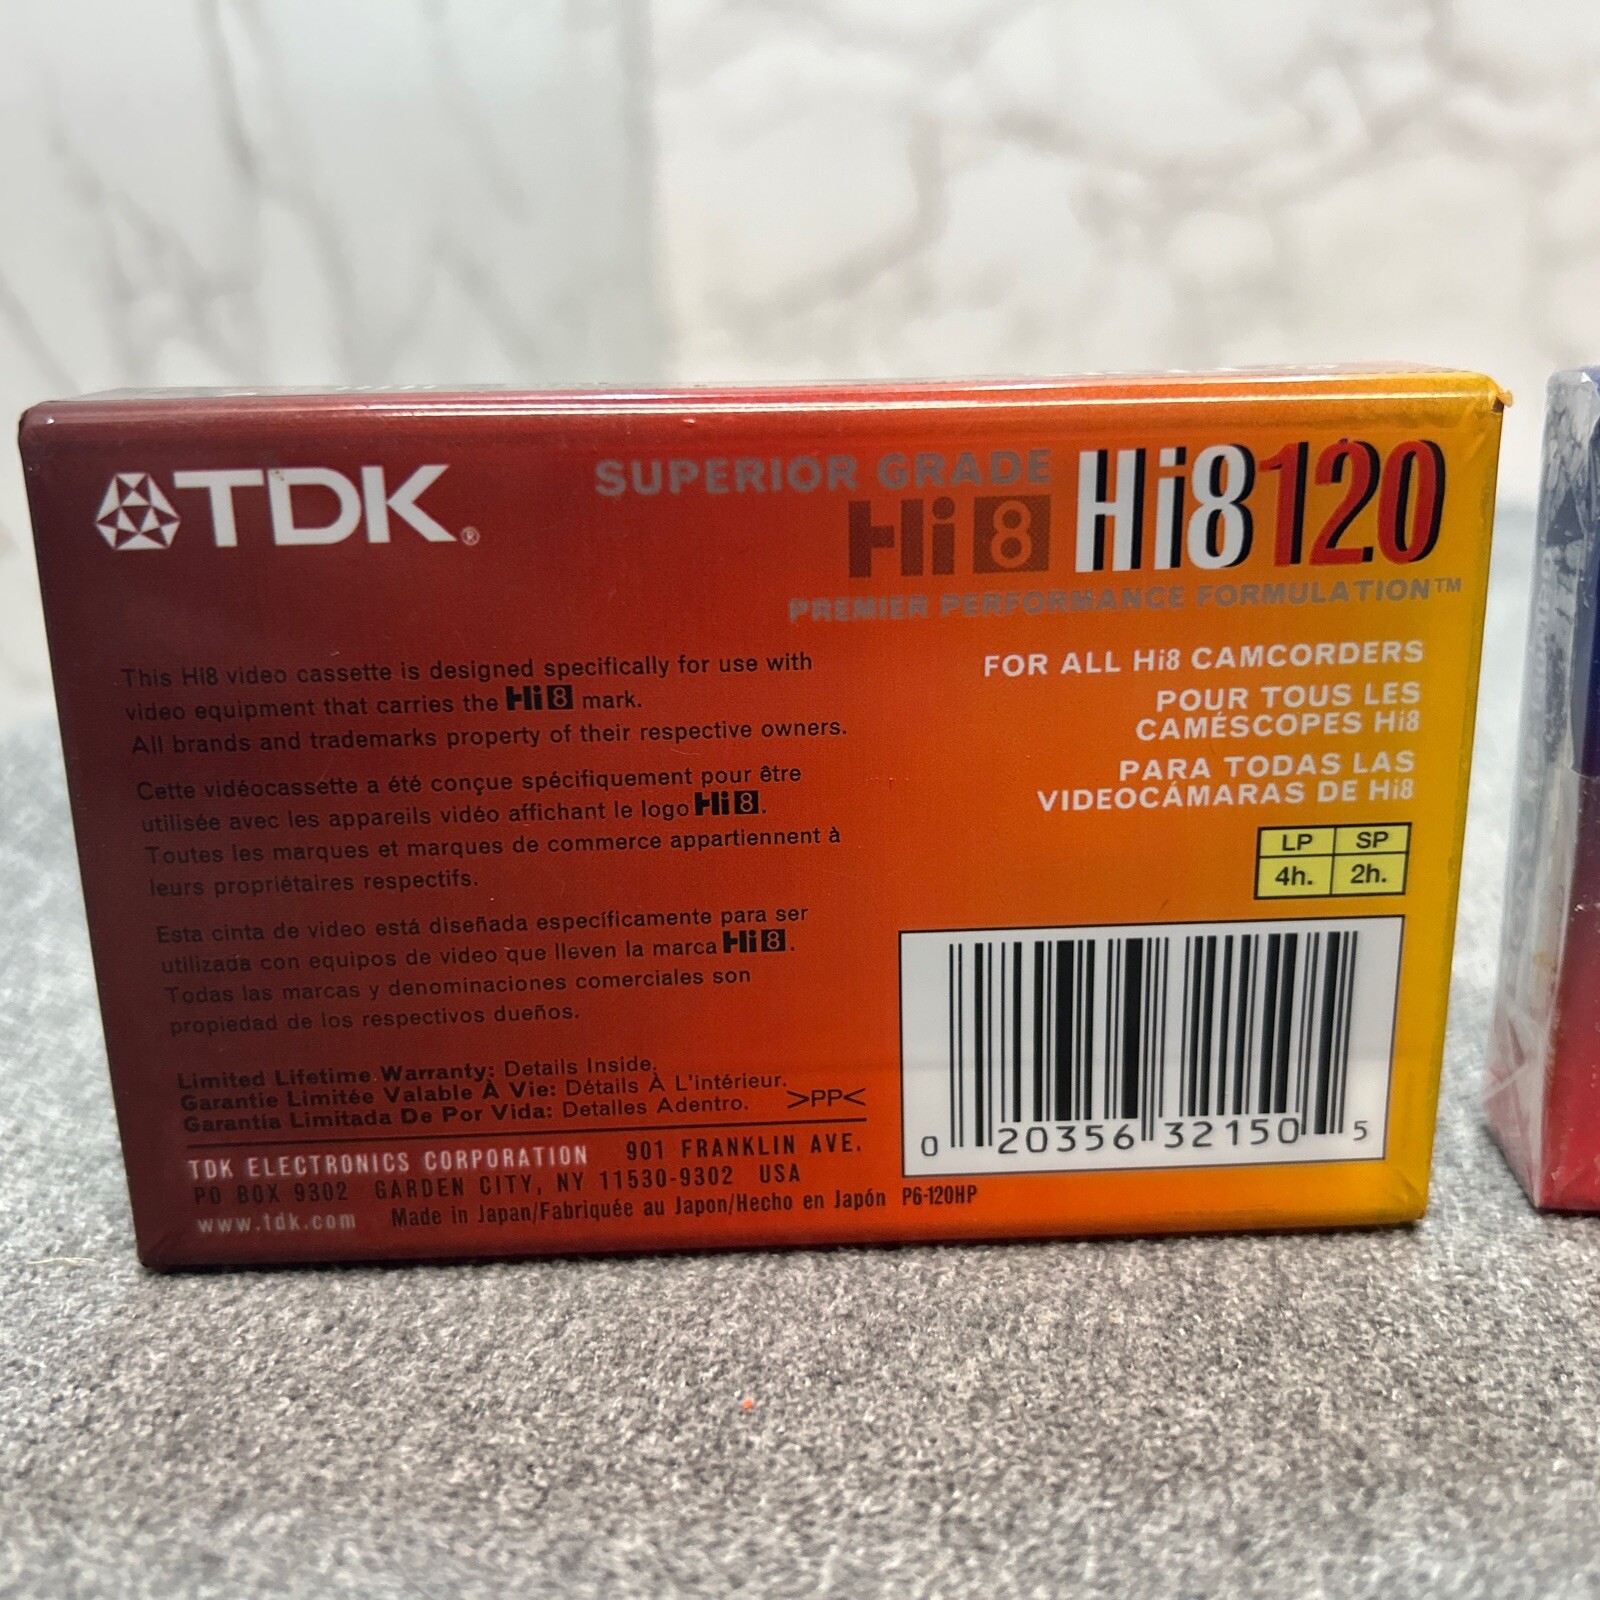 TDK®
SUPERIOR GRADE
Hi8
Hi8120
PREMIER PERFORMANCE FORMULATION™
This Hi8 video cassette is designed specifically for use with
video equipment that carries the Hi8 mark.
All brands and trademarks property of their respective owners.
Cette vidéocassette a été conçue spécifiquement pour être
utilisée avec les appareils vidéo affichant le logo Hi8.
Toutes les marques et marques de commerce appartiennent à
leurs propriétaires respectifs.
Esta cinta de video está diseñada específicamente para ser
utilizada con equipos de video que lleven la marca Hi8.
Todas las marcas y denominaciones comerciales son
propiedad de los respectivos dueños.
Limited Lifetime Warranty: Details Inside.
Garantie Limitée Valable À Vie: Détails À L'intérieur.
Garantía Limitada De Por Vida: Detalles Adentro.
>PP<
TDK ELECTRONICS CORPORATION 901 FRANKLIN AVE.
PO BOX 9302 GARDEN CITY, NY 11530-9302 USA
www.tdk.com Made in Japan/Fabriquée au Japon/Hecho en Japón P6-120HP
FOR ALL Hi8 CAMCORDERS
POUR TOUS LES
CAMÉSCOPES Hi8
PARA TODAS LAS
VIDEOCÁMARAS DE Hi8
LP SP
4h. 2h.
0 20356 32150 5